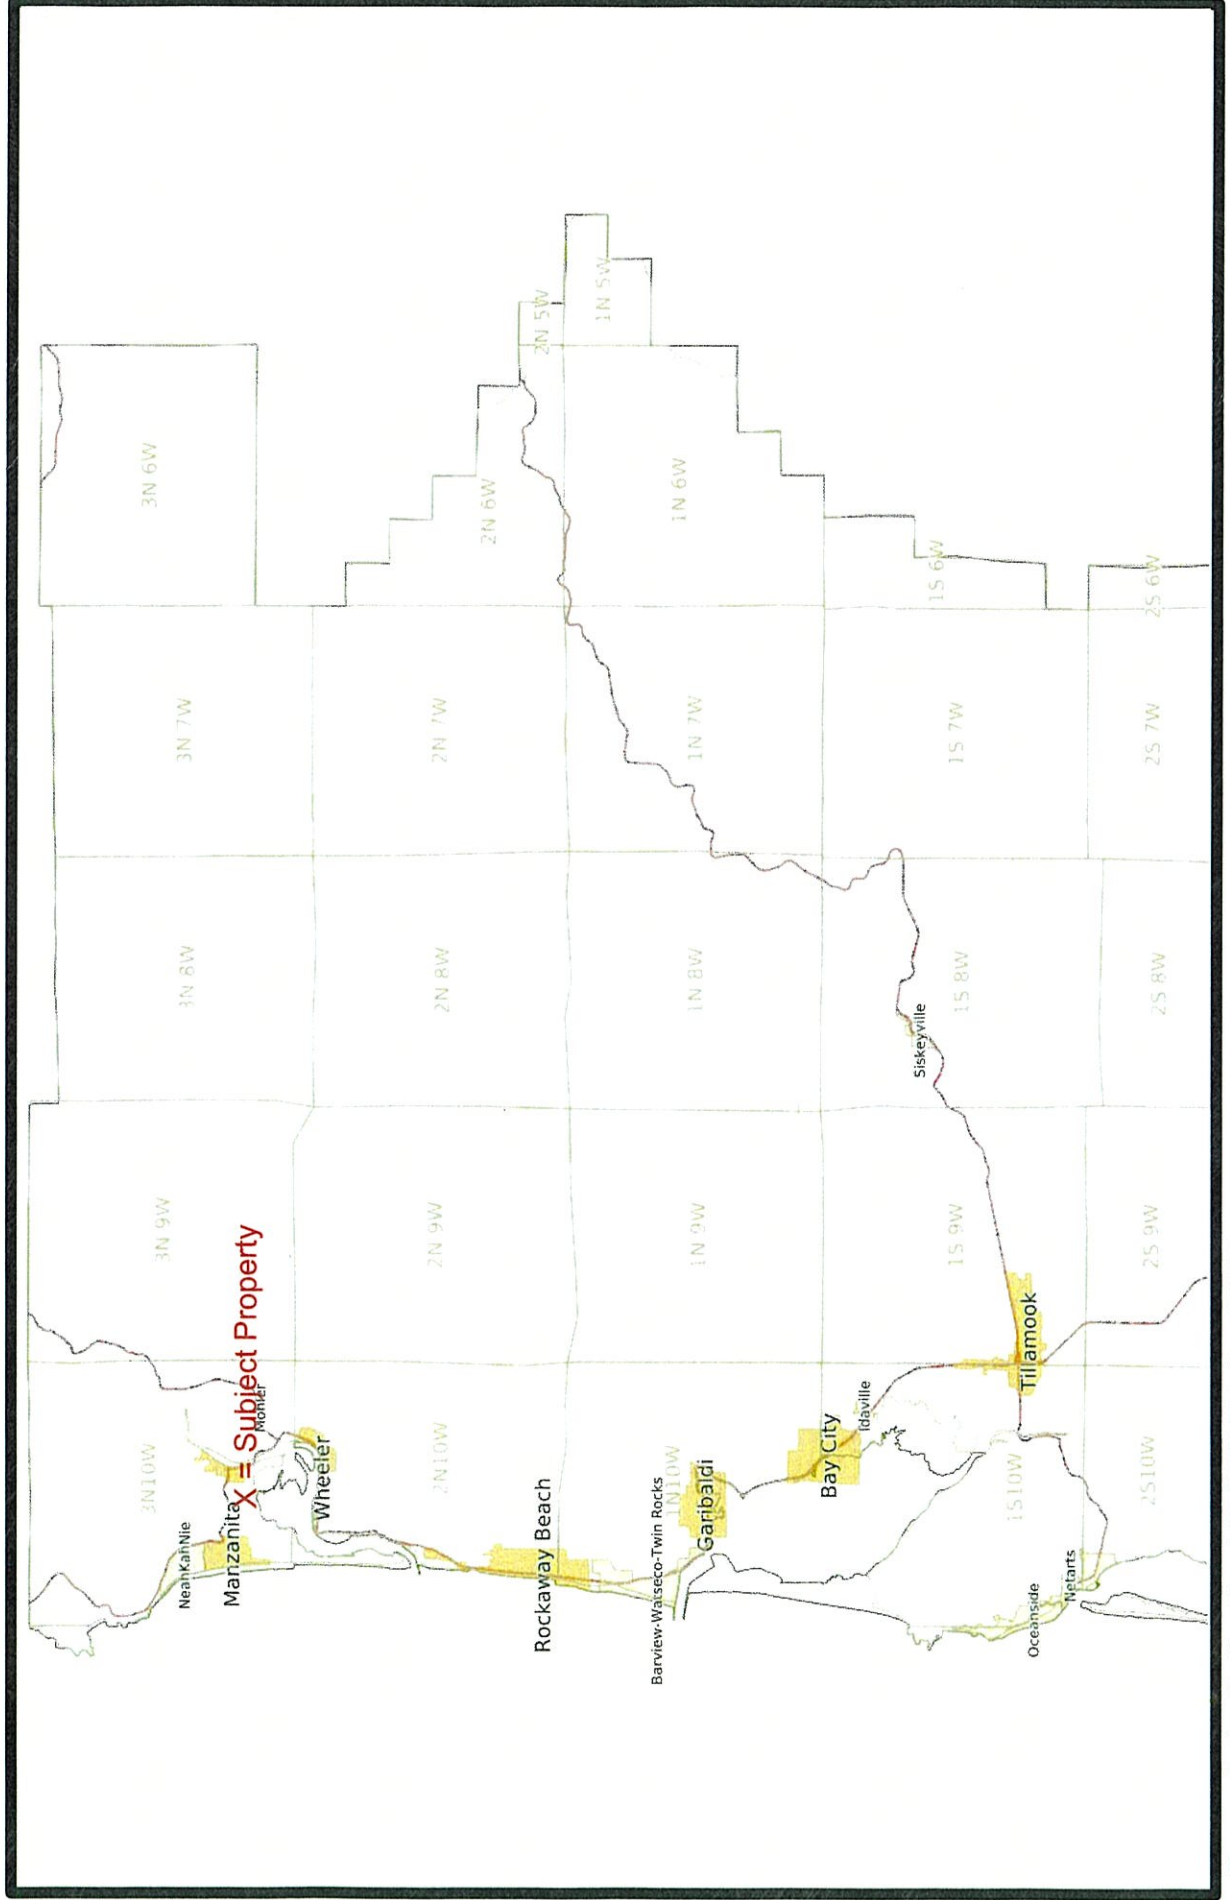 3N 6W
2N 5W
1N 5W
2N 6W
1N 6W
1S 6W
2S 6W
3N 7W
2N 7W
1N 7W
1S 7W
2S 7W
3N 8W
2N 8W
1N 8W
1S 8W
2S 8W
Siskeyville
3N 9W
2N 9W
1N 9W
1S 9W
2S 9W
X = Subject Property
Mohler
Tillamook
Idaville
3N10W
2N10W
1N10W
1S10W
2S10W
Wheeler
Bay City
Garibaldi
NeahKahNie
Manzanita
Rockaway Beach
Barview-Watseco-Twin Rocks
Netarts
Oceanside